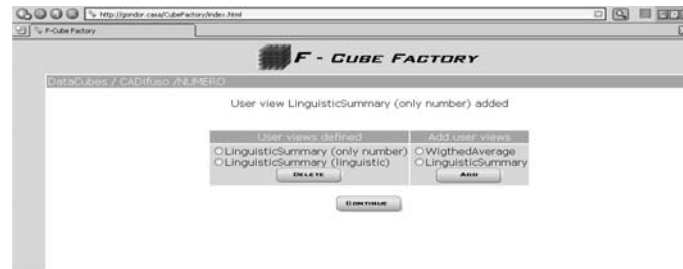 http://gondor.casa/CubeFactory/index.html
F-Cube Factory
F - CUBE FACTORY
DataCubes / CADifuso /NUMERO
User view LinguisticSummary (only number) added
User views defined Add user views
LinguisticSummary (only number) WigthedAverage
LinguisticSummary (linguistic) LinguisticSummary
DELETE ADD
CONTINUE